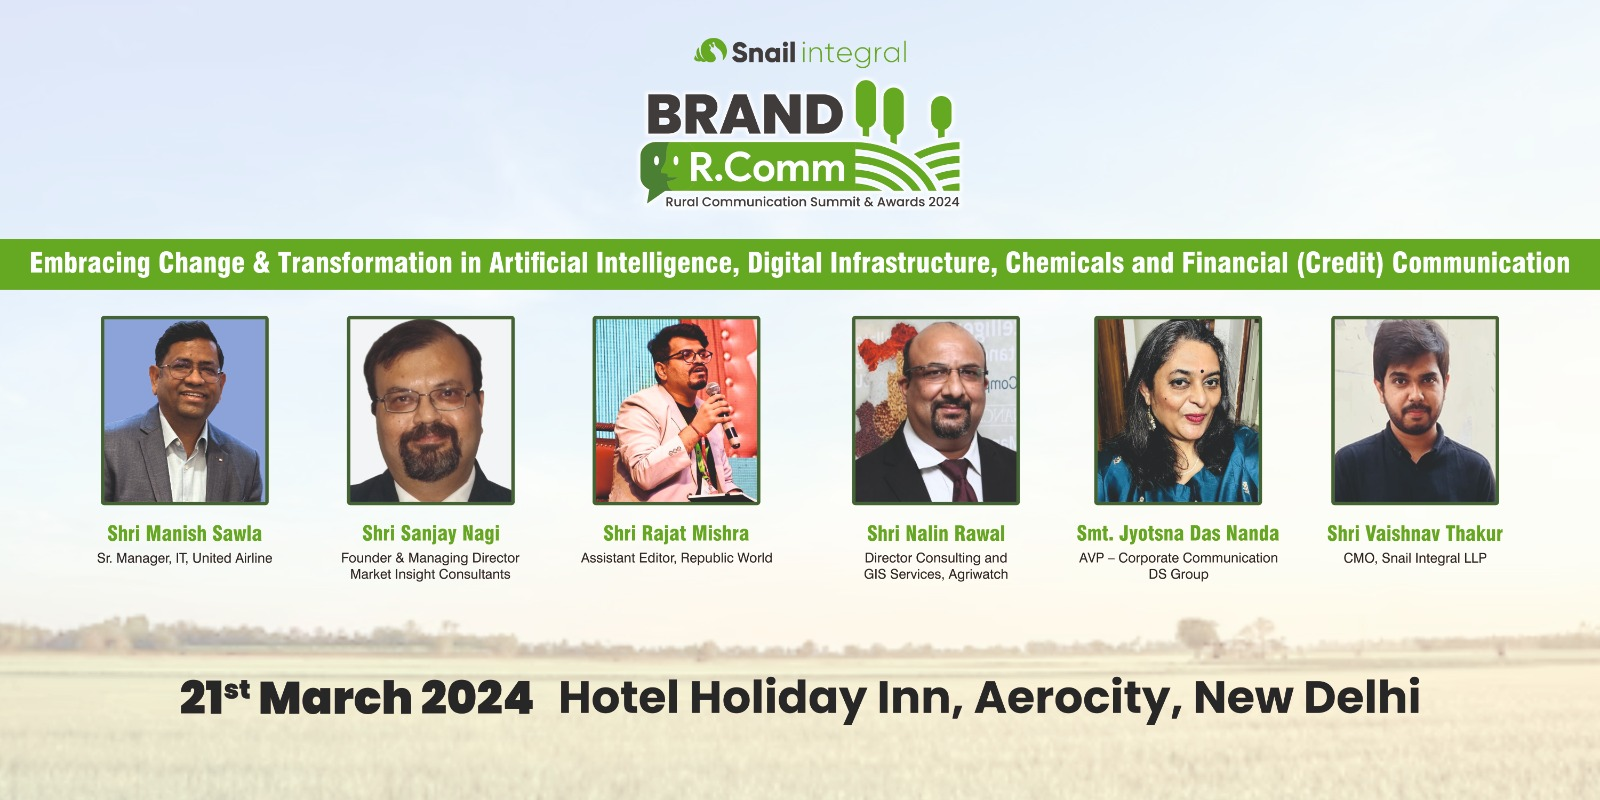 Snail integral
BRAND
R.Comm
Rural Communication Summit & Awards 2024
Embracing Change & Transformation in Artificial Intelligence, Digital Infrastructure, Chemicals and Financial (Credit) Communication
Shri Manish Sawla
Sr. Manager, IT, United Airline
Shri Sanjay Nagi
Founder & Managing Director
Market Insight Consultants
Shri Rajat Mishra
Assistant Editor, Republic World
Shri Nalin Rawal
Director Consulting and
GIS Services, Agriwatch
Smt. Jyotsna Das Nanda
AVP – Corporate Communication
DS Group
Shri Vaishnav Thakur
CMO, Snail Integral LLP
21st March 2024 Hotel Holiday Inn, Aerocity, New Delhi